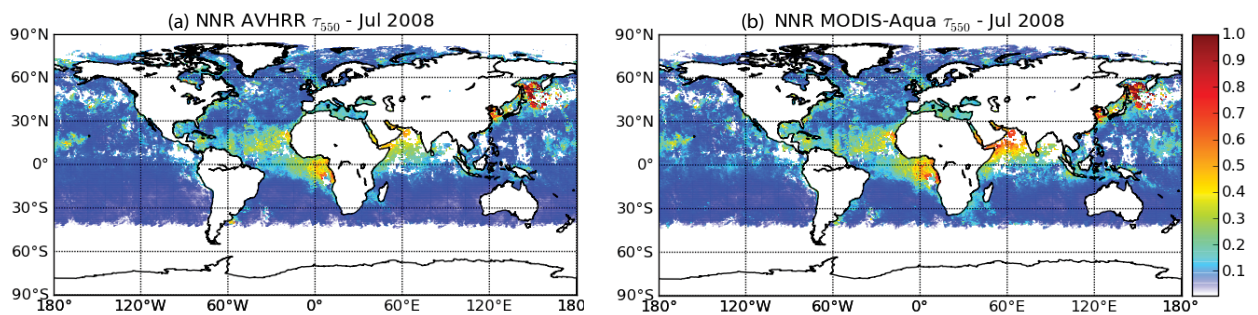 (a) NNR AVHRR τ550 - Jul 2008
90°N
60°N
30°N
0°
30°S
60°S
90°S
180° 120°W 60°W 0° 60°E 120°E 180°
(b) NNR MODIS-Aqua τ550 - Jul 2008
90°N
60°N
30°N
0°
30°S
60°S
90°S
180° 120°W 60°W 0° 60°E 120°E 180°
1.0
0.9
0.8
0.7
0.6
0.5
0.4
0.3
0.2
0.1